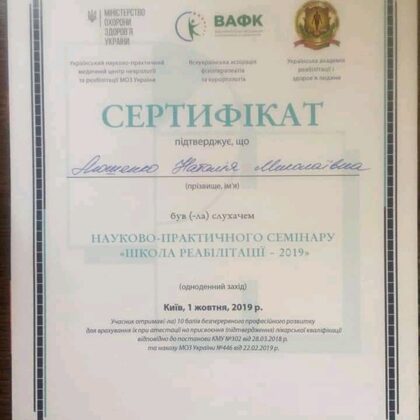 МІНІСТЕРСТВО
ОХОРОНИ
ЗДОРОВ'Я
УКРАЇНИ
ВАФК
Український науково-практичний
медичний центр неврології
та реабілітації МОЗ України
Всеукраїнська асоціація
фізіотерапевтів
та курортологів
Українська академія
реабілітації і
здоров'я людини
СЕРТИФІКАТ
підтверджує, що
Наталія Миколаївна
(прізвище, ім'я)
був (-ла) слухачем
НАУКОВО-ПРАКТИЧНОГО СЕМІНАРУ
«ШКОЛА РЕАБІЛІТАЦІЇ – 2019»
(одноденний захід)
Київ, 1 жовтня, 2019 р.
Учасник отримав(-ла) 10 балів безперервного професійного розвитку
для врахування їх при атестації на присвоєння (підтвердження) лікарської кваліфікації
відповідно до постанови КМУ №302 від 28.03.2018 р.
та наказу МОЗ України №446 від 22.02.2019 р.